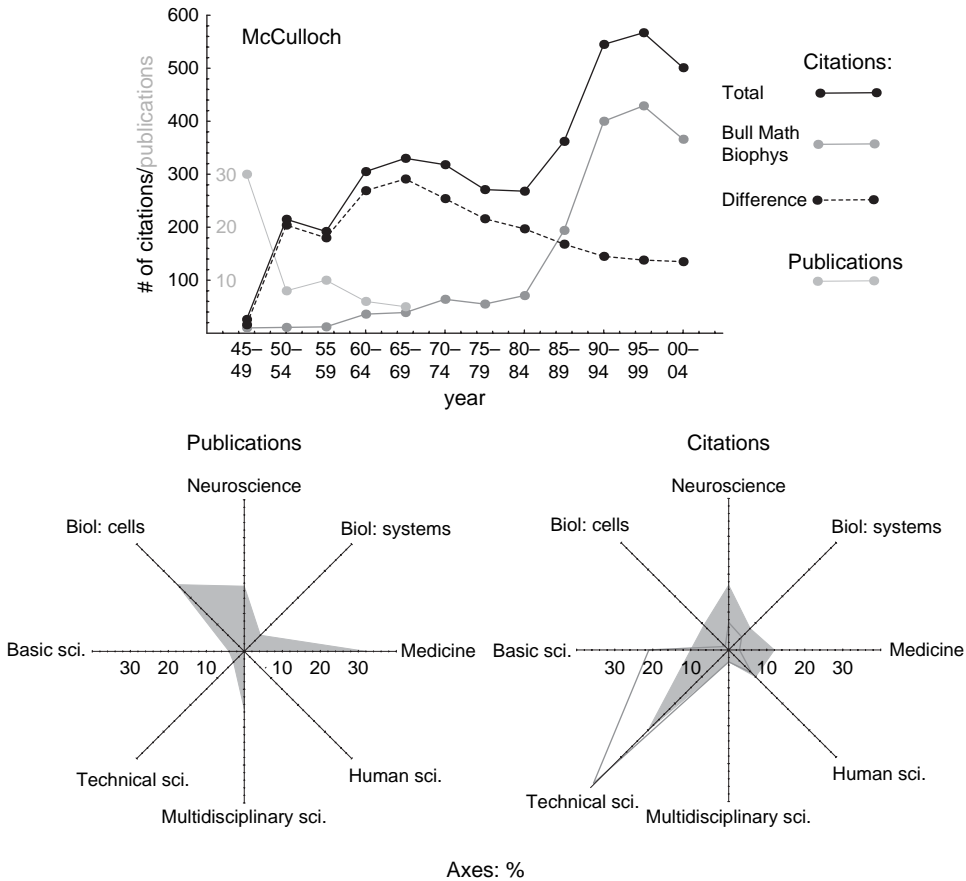 McCulloch
# of citations/publications
600
500
400
300
200
100
30
20
10
45–
49
50–
54
55
59
60–
64
65–
69
70–
74
75–
79
80–
84
85–
89
90–
94
95–
99
00–
04
year
Citations:
Total
Bull Math
Biophys
Difference
Publications
Publications
Neuroscience
Biol: cells
Biol: systems
Basic sci.
30 20 10 10 20 30
Medicine
Technical sci.
Human sci.
Multidisciplinary sci.
Citations
Neuroscience
Biol: cells
Biol: systems
Basic sci.
30 20 10 10 20 30
Medicine
Technical sci.
Human sci.
Multidisciplinary sci.
Axes: %